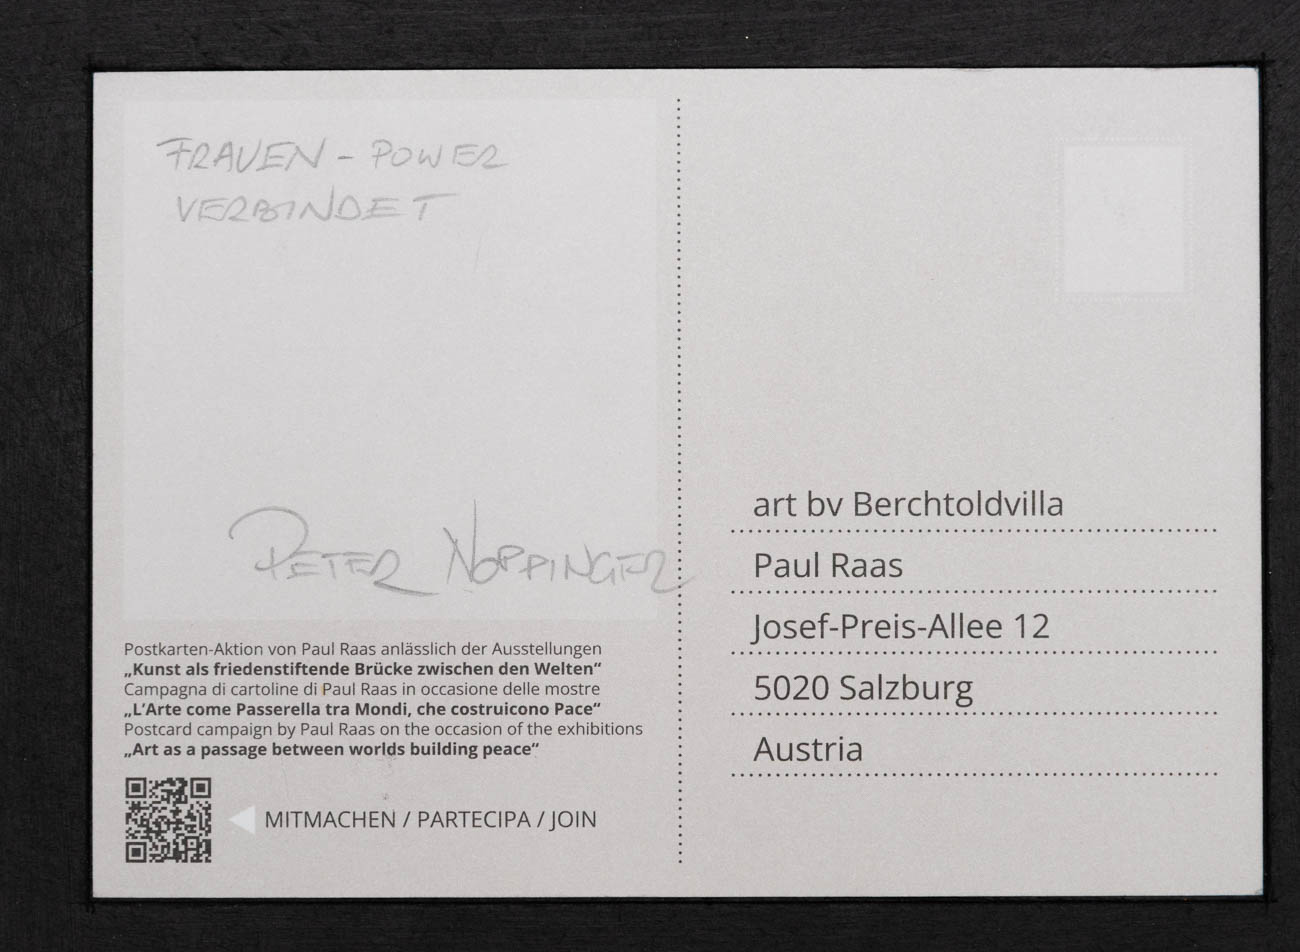 FRAUEN - POWER
VERBINDET
PETER NOPPINGER
Postkarten-Aktion von Paul Raas anlässlich der Ausstellungen
„Kunst als friedenstiftende Brücke zwischen den Welten“
Campagna di cartoline di Paul Raas in occasione delle mostre
„L‘Arte come Passerella tra Mondi, che costruicono Pace“
Postcard campaign by Paul Raas on the occasion of the exhibitions
„Art as a passage between worlds building peace“
MITMACHEN / PARTECIPA / JOIN
art bv Berchtoldvilla
Paul Raas
Josef-Preis-Allee 12
5020 Salzburg
Austria